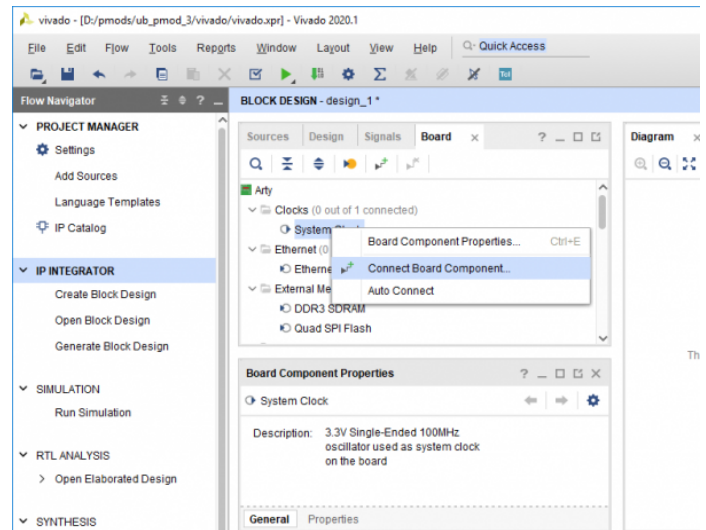 vivado - [D:/pmods/ub_pmod_3/vivado/vivado.xpr] - Vivado 2020.1
File Edit Flow Tools Reports Window Layout View Help Q- Quick Access
Flow Navigator ? _
BLOCK DESIGN - design_1 *
PROJECT MANAGER
Settings
Add Sources
Language Templates
IP Catalog
IP INTEGRATOR
Create Block Design
Open Block Design
Generate Block Design
SIMULATION
Run Simulation
RTL ANALYSIS
Open Elaborated Design
SYNTHESIS
Sources Design Signals Board × ? _
Arty
Clocks (0 out of 1 connected)
System
Ethernet (0
Etherne
External Me
DDR3 SDRAM
Quad SPI Flash
Board Component Properties... Ctrl+E
Connect Board Component...
Auto Connect
Board Component Properties ? _ ×
System Clock
Description: 3.3V Single-Ended 100MHz
oscillator used as system clock
on the board
General Properties
Diagram ×
Th